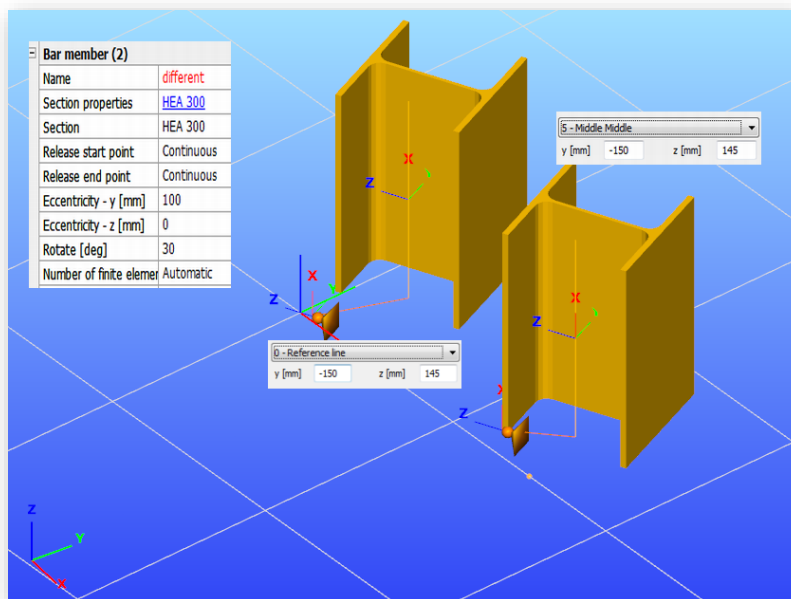 Bar member (2)
Name different
Section properties HEA 300
Section HEA 300
Release start point Continuous
Release end point Continuous
Eccentricity - y [mm] 100
Eccentricity - z [mm] 0
Rotate [deg] 30
Number of finite elemer Automatic
5 - Middle Middle
y [mm] -150 z [mm] 145
X
Y
Z
X
Y
Z
0 - Reference line
y [mm] -150 z [mm] 145
X
Y
Z
X
Z
Z
Y
X